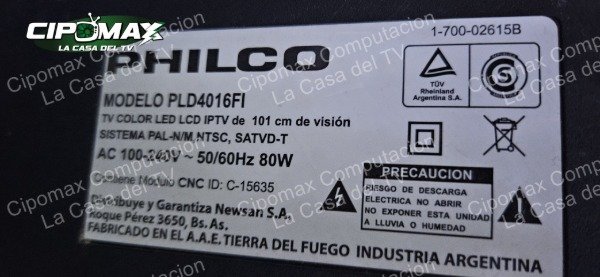 CIPOMAX
LA CASA DEL TV
1-700-02615B
PHILCO
MODELO PLD4016FI
TV COLOR LED LCD IPTV de 101 cm de visión
SISTEMA PAL-N/M, NTSC, SATVD-T
AC 100-240V ~ 50/60Hz 80W
Contiene Modulo CNC ID: C-15635
Distribuye y Garantiza Newsan S.A.
Roque Pérez 3650, Bs.As.
FABRICADO EN EL A.A.E. TIERRA DEL FUEGO INDUSTRIA ARGENTINA
TÜV
Rheinland
Argentina S.A.
S
PRECAUCION
RIESGO DE DESCARGA
ELECTRICA NO ABRIR
NO EXPONER ESTA UNIDAD
A LLUVIA O HUMEDAD
Cipomax Computacion
La Casa del TV